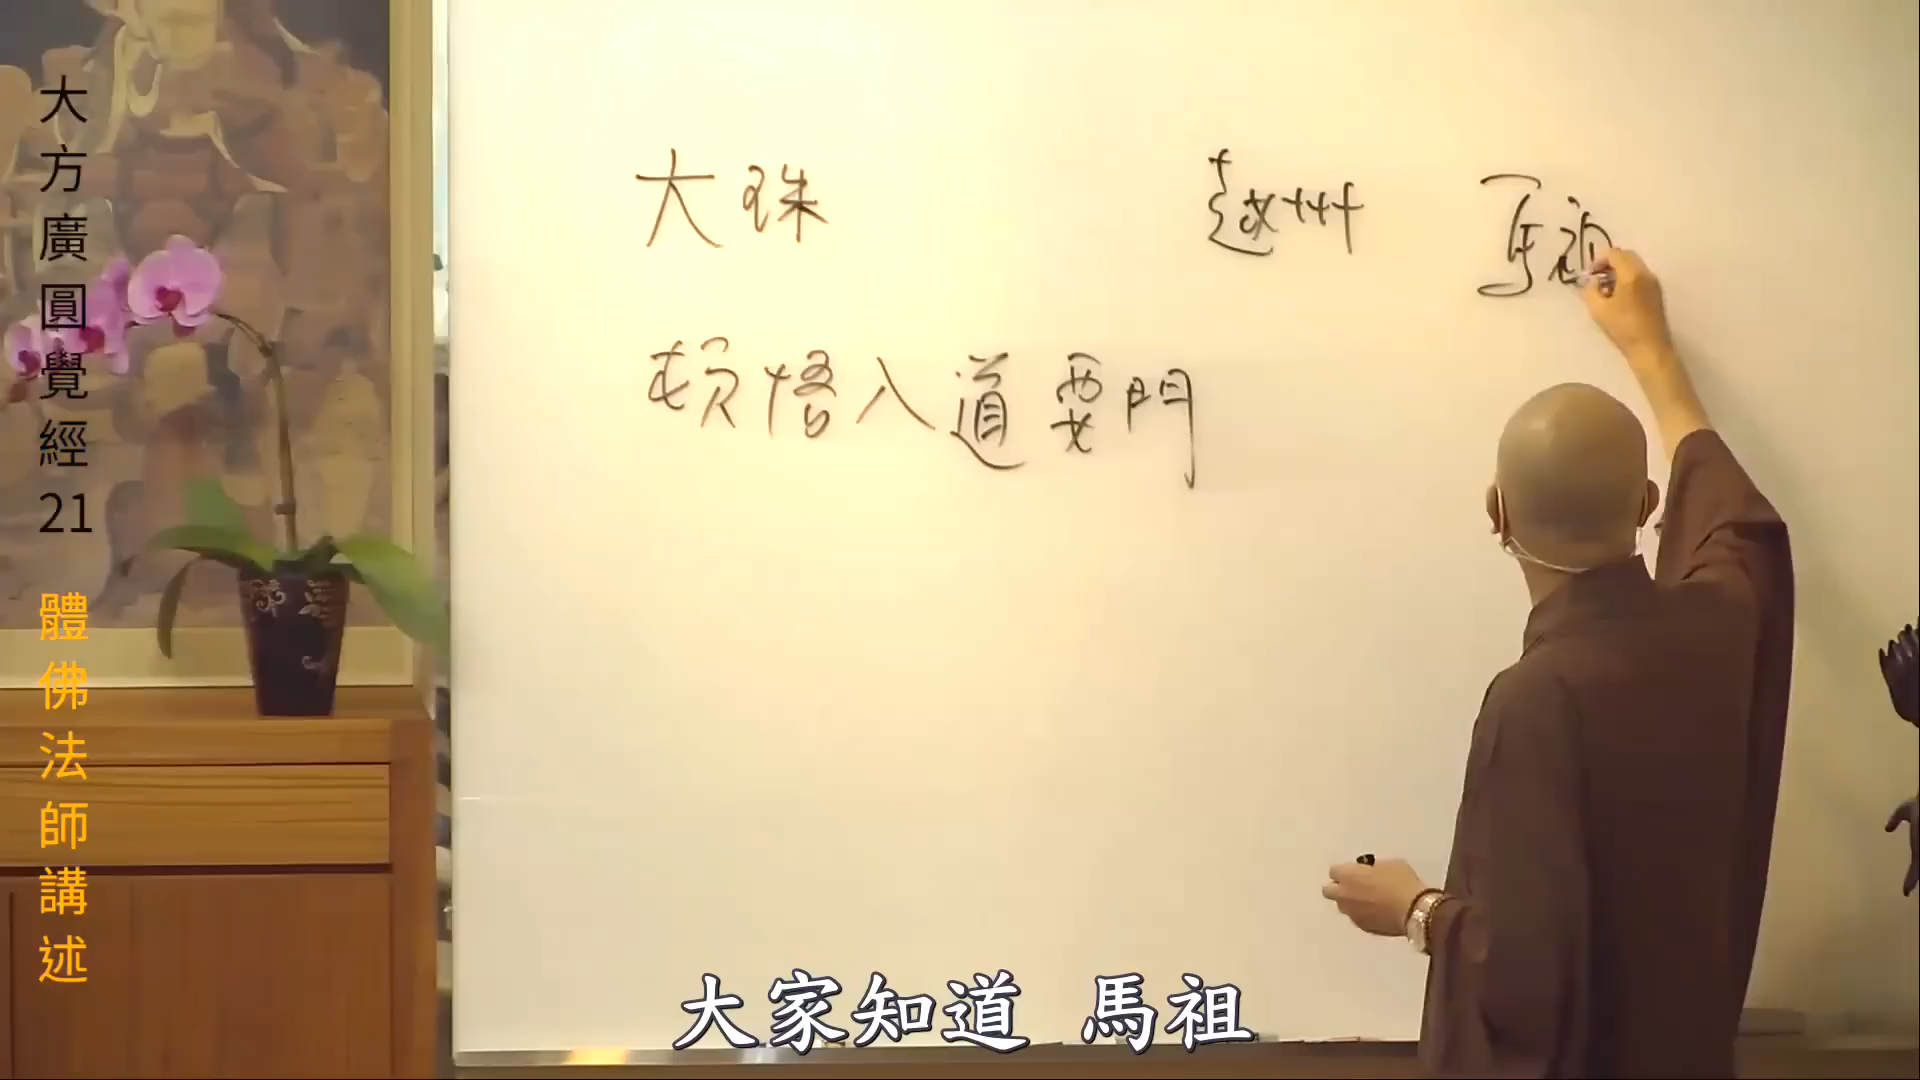 大方廣圓覺經21
體佛法師講述
大珠
越州
馬祖
頓悟入道要門
大家知道 馬祖